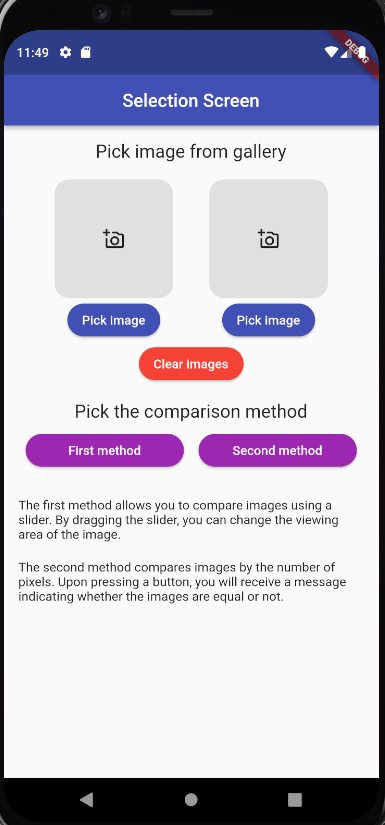 11:49
DEBUG
Selection Screen
Pick image from gallery
Pick image Pick image
Clear images
Pick the comparison method
First method Second method
The first method allows you to compare images using a
slider. By dragging the slider, you can change the viewing
area of the image.
The second method compares images by the number of
pixels. Upon pressing a button, you will receive a message
indicating whether the images are equal or not.